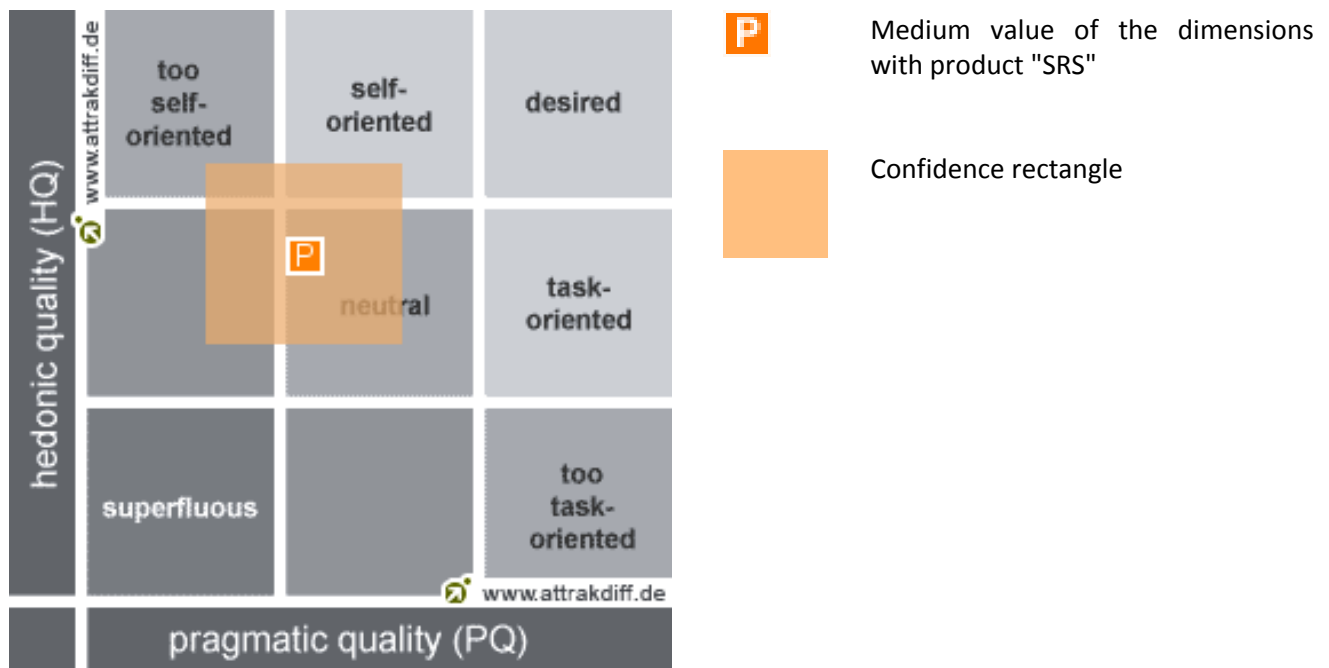 hedonic quality (HQ)
www.attrakdiff.de
too
self-
oriented
self-
oriented
desired
P
neutral
task-
oriented
superfluous
too
task-
oriented
www.attrakdiff.de
pragmatic quality (PQ)
P
Medium value of the dimensions
with product "SRS"
Confidence rectangle